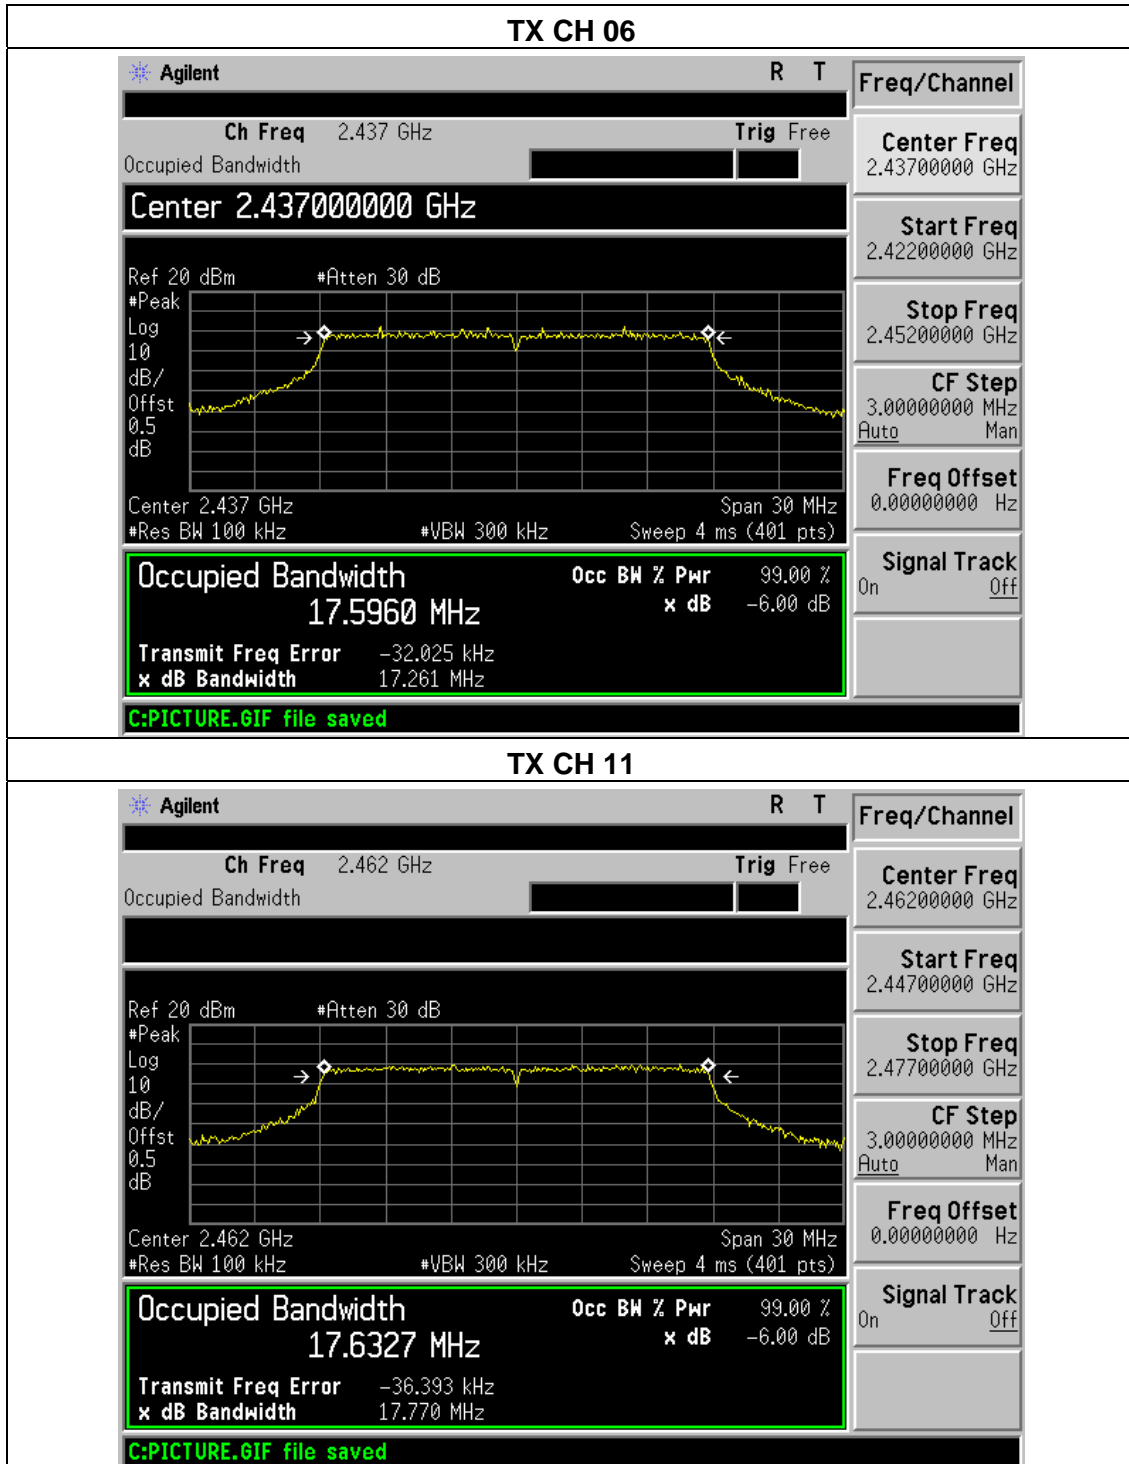 TX CH 06
Agilent R T
Freq/Channel
Ch Freq 2.437 GHz Trig Free
Occupied Bandwidth
Center 2.437000000 GHz
Ref 20 dBm #Atten 30 dB
#Peak
Log
10
dB/
Offst
0.5
dB
Center 2.437 GHz Span 30 MHz
#Res BW 100 kHz #VBW 300 kHz Sweep 4 ms (401 pts)
Occupied Bandwidth Occ BW % Pwr 99.00 %
17.5960 MHz x dB -6.00 dB
Transmit Freq Error -32.025 kHz
x dB Bandwidth 17.261 MHz
C:PICTURE.GIF file saved
Center Freq
2.43700000 GHz
Start Freq
2.42200000 GHz
Stop Freq
2.45200000 GHz
CF Step
3.00000000 MHz
Auto Man
Freq Offset
0.00000000 Hz
Signal Track
On Off
TX CH 11
Agilent R T
Freq/Channel
Ch Freq 2.462 GHz Trig Free
Occupied Bandwidth
Ref 20 dBm #Atten 30 dB
#Peak
Log
10
dB/
Offst
0.5
dB
Center 2.462 GHz Span 30 MHz
#Res BW 100 kHz #VBW 300 kHz Sweep 4 ms (401 pts)
Occupied Bandwidth Occ BW % Pwr 99.00 %
17.6327 MHz x dB -6.00 dB
Transmit Freq Error -36.393 kHz
x dB Bandwidth 17.770 MHz
C:PICTURE.GIF file saved
Center Freq
2.46200000 GHz
Start Freq
2.44700000 GHz
Stop Freq
2.47700000 GHz
CF Step
3.00000000 MHz
Auto Man
Freq Offset
0.00000000 Hz
Signal Track
On Off